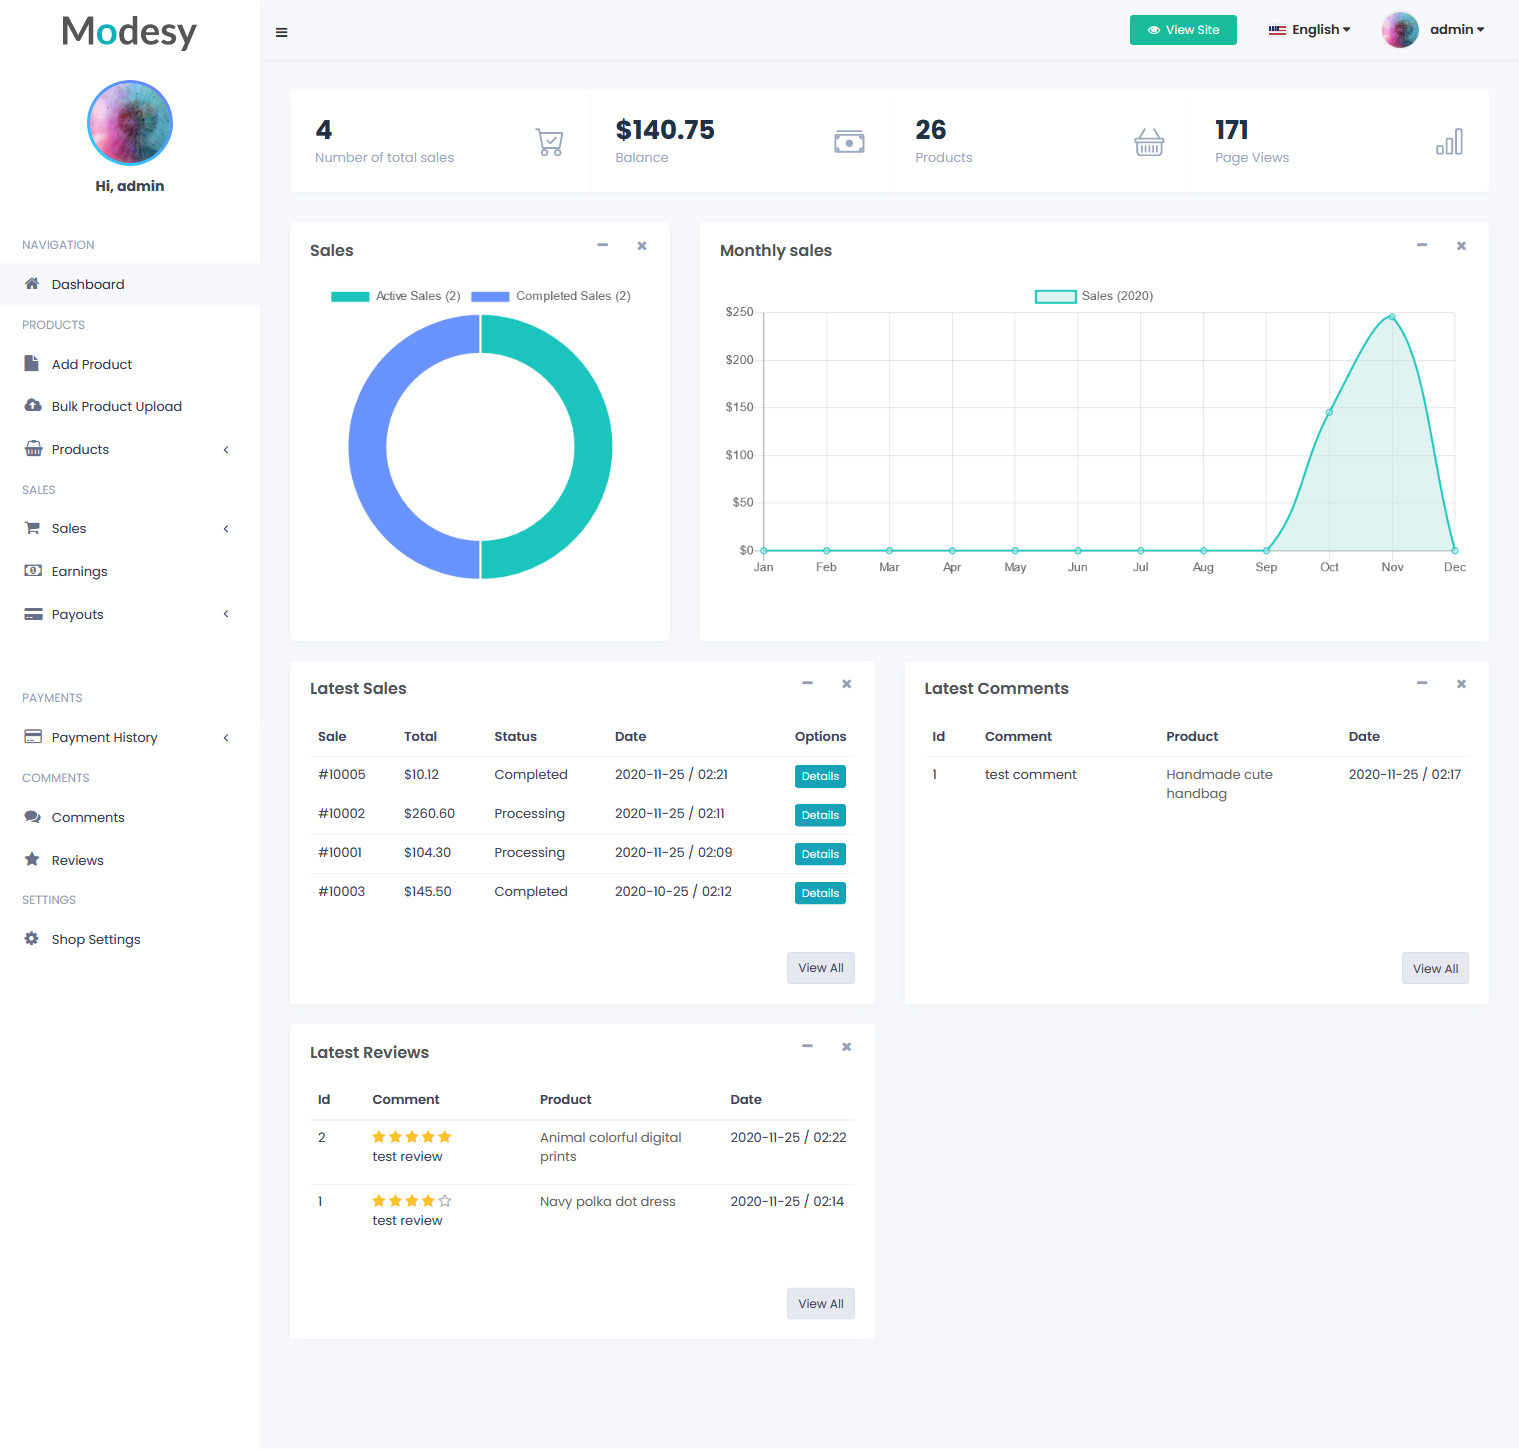 Modesy
View Site
English
admin
Hi, admin
NAVIGATION
Dashboard
PRODUCTS
Add Product
Bulk Product Upload
Products
SALES
Sales
Earnings
Payouts
PAYMENTS
Payment History
COMMENTS
Comments
Reviews
SETTINGS
Shop Settings
4
Number of total sales
$140.75
Balance
26
Products
171
Page Views
Sales
Active Sales (2) Completed Sales (2)
Monthly sales
Sales (2020)
$250
$200
$150
$100
$50
$0
Jan Feb Mar Apr May Jun Jul Aug Sep Oct Nov Dec
Latest Sales
Sale Total Status Date Options
#10005 $10.12 Completed 2020-11-25 / 02:21 Details
#10002 $260.60 Processing 2020-11-25 / 02:11 Details
#10001 $104.30 Processing 2020-11-25 / 02:09 Details
#10003 $145.50 Completed 2020-10-25 / 02:12 Details
View All
Latest Comments
Id Comment Product Date
1 test comment Handmade cute 2020-11-25 / 02:17
handbag
View All
Latest Reviews
Id Comment Product Date
2 Animal colorful digital 2020-11-25 / 02:22
test review prints
1 Navy polka dot dress 2020-11-25 / 02:14
test review
View All